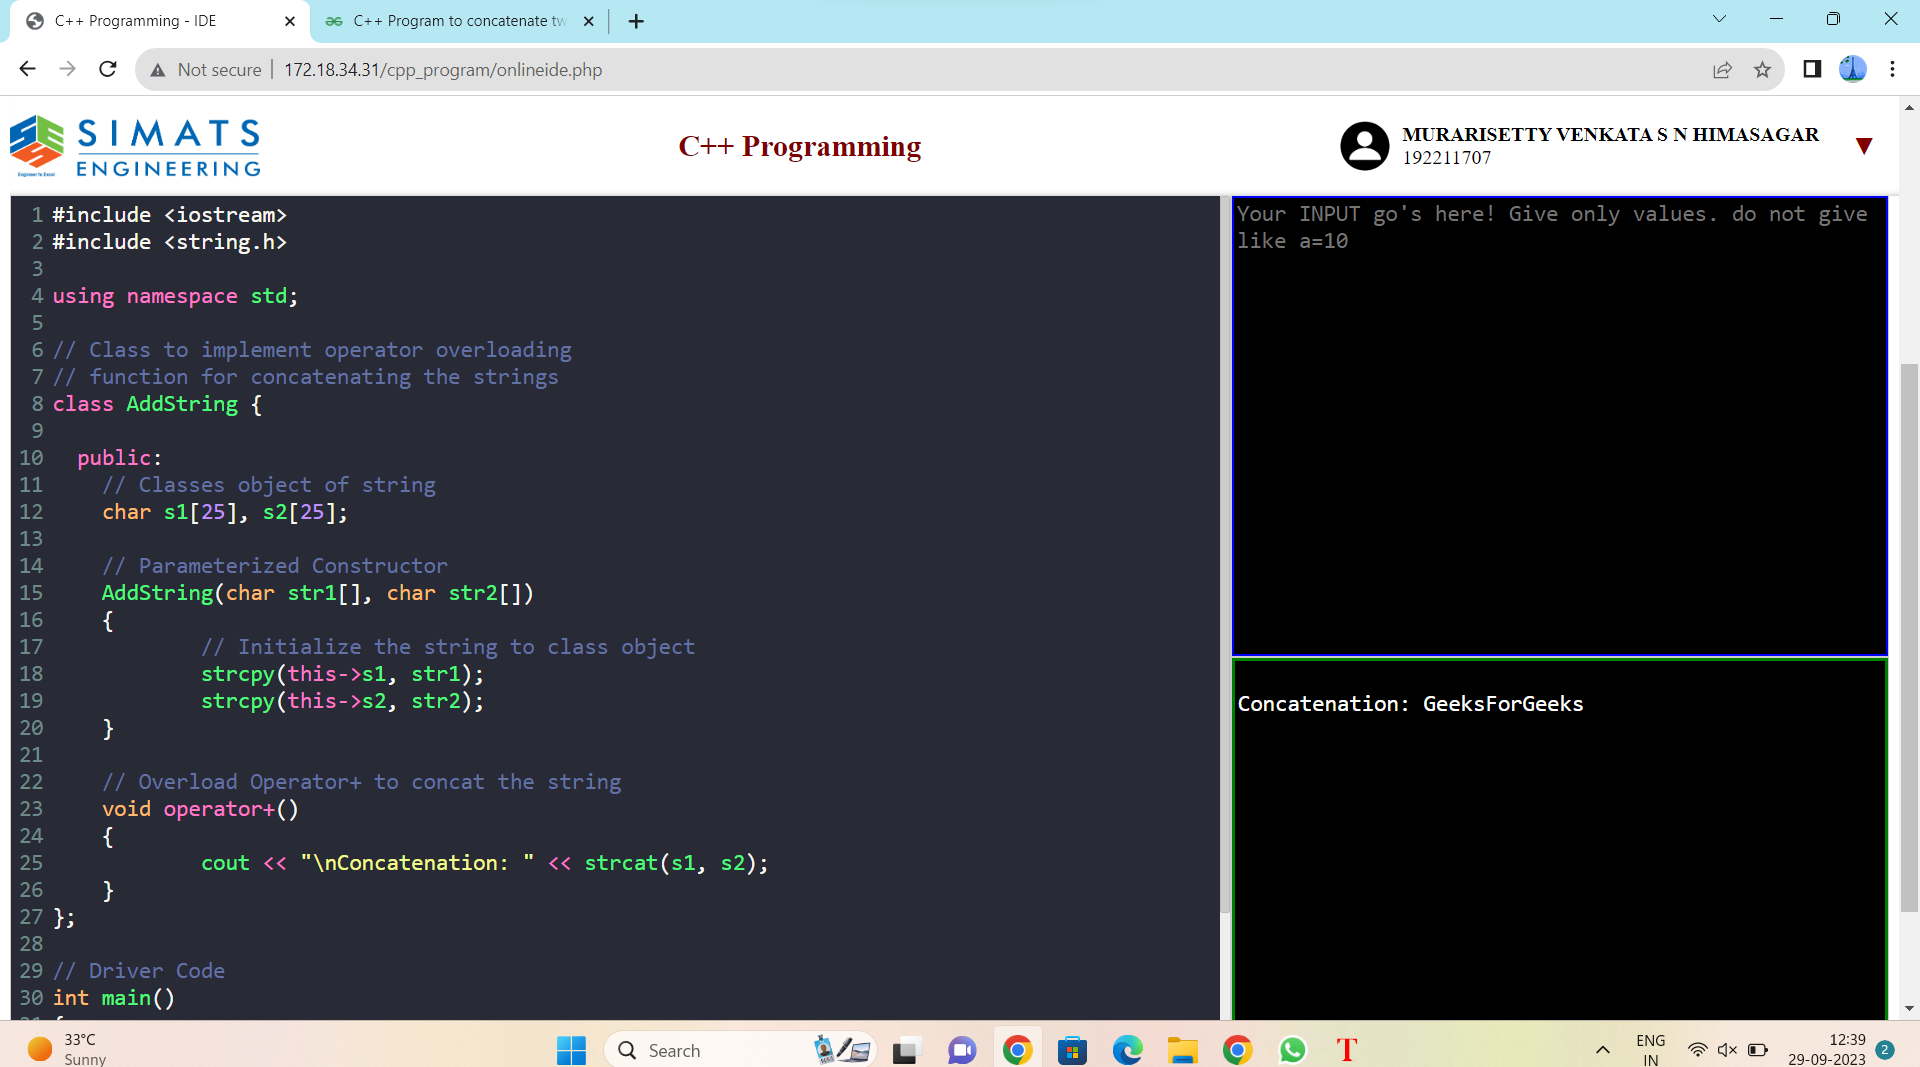 C++ Programming - IDE
C++ Program to concatenate tw
Not secure
172.18.34.31/cpp_program/onlineide.php
SIMATS
ENGINEERING
Engineer to Excel
C++ Programming
MURARISETTY VENKATA S N HIMASAGAR
192211707
1 #include <iostream>
2 #include <string.h>
3
4 using namespace std;
5
6 // Class to implement operator overloading
7 // function for concatenating the strings
8 class AddString {
9
10 public:
11 // Classes object of string
12 char s1[25], s2[25];
13
14 // Parameterized Constructor
15 AddString(char str1[], char str2[])
16 {
17 // Initialize the string to class object
18 strcpy(this->s1, str1);
19 strcpy(this->s2, str2);
20 }
21
22 // Overload Operator+ to concat the string
23 void operator+()
24 {
25 cout << "\nConcatenation: " << strcat(s1, s2);
26 }
27 };
28
29 // Driver Code
30 int main()
Your INPUT go's here! Give only values. do not give
like a=10
Concatenation: GeeksForGeeks
33°C
Sunny
Search
ENG
IN
12:39
29-09-2023
2